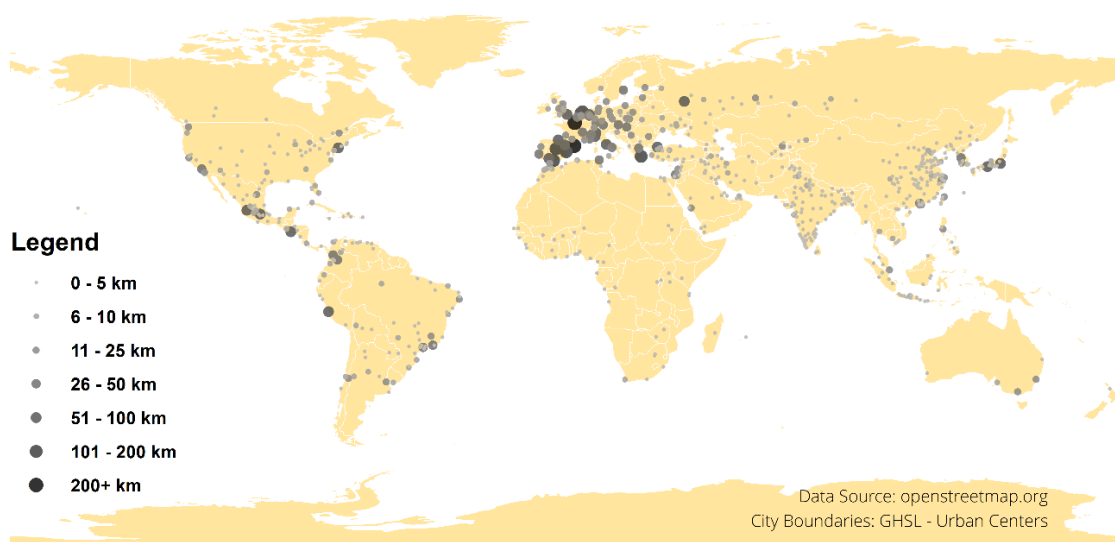 Legend
0 - 5 km
6 - 10 km
11 - 25 km
26 - 50 km
51 - 100 km
101 - 200 km
200+ km
Data Source: openstreetmap.org
City Boundaries: GHSL - Urban Centers